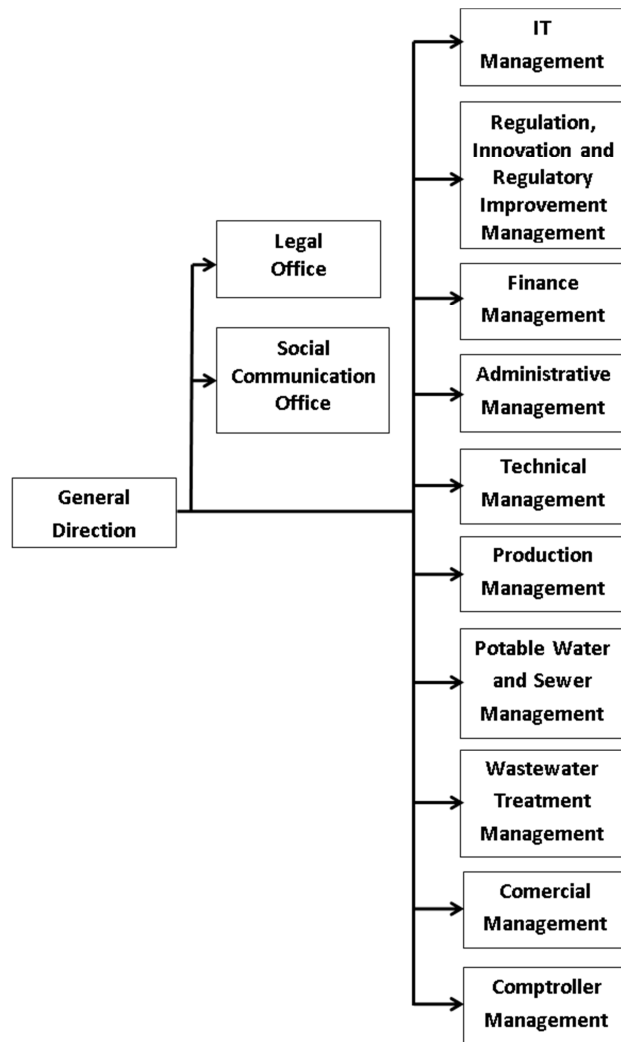 General
Direction
Legal
Office
Social
Communication
Office
IT
Management
Regulation,
Innovation and
Regulatory
Improvement
Management
Finance
Management
Administrative
Management
Technical
Management
Production
Management
Potable Water
and Sewer
Management
Wastewater
Treatment
Management
Comercial
Management
Comptroller
Management